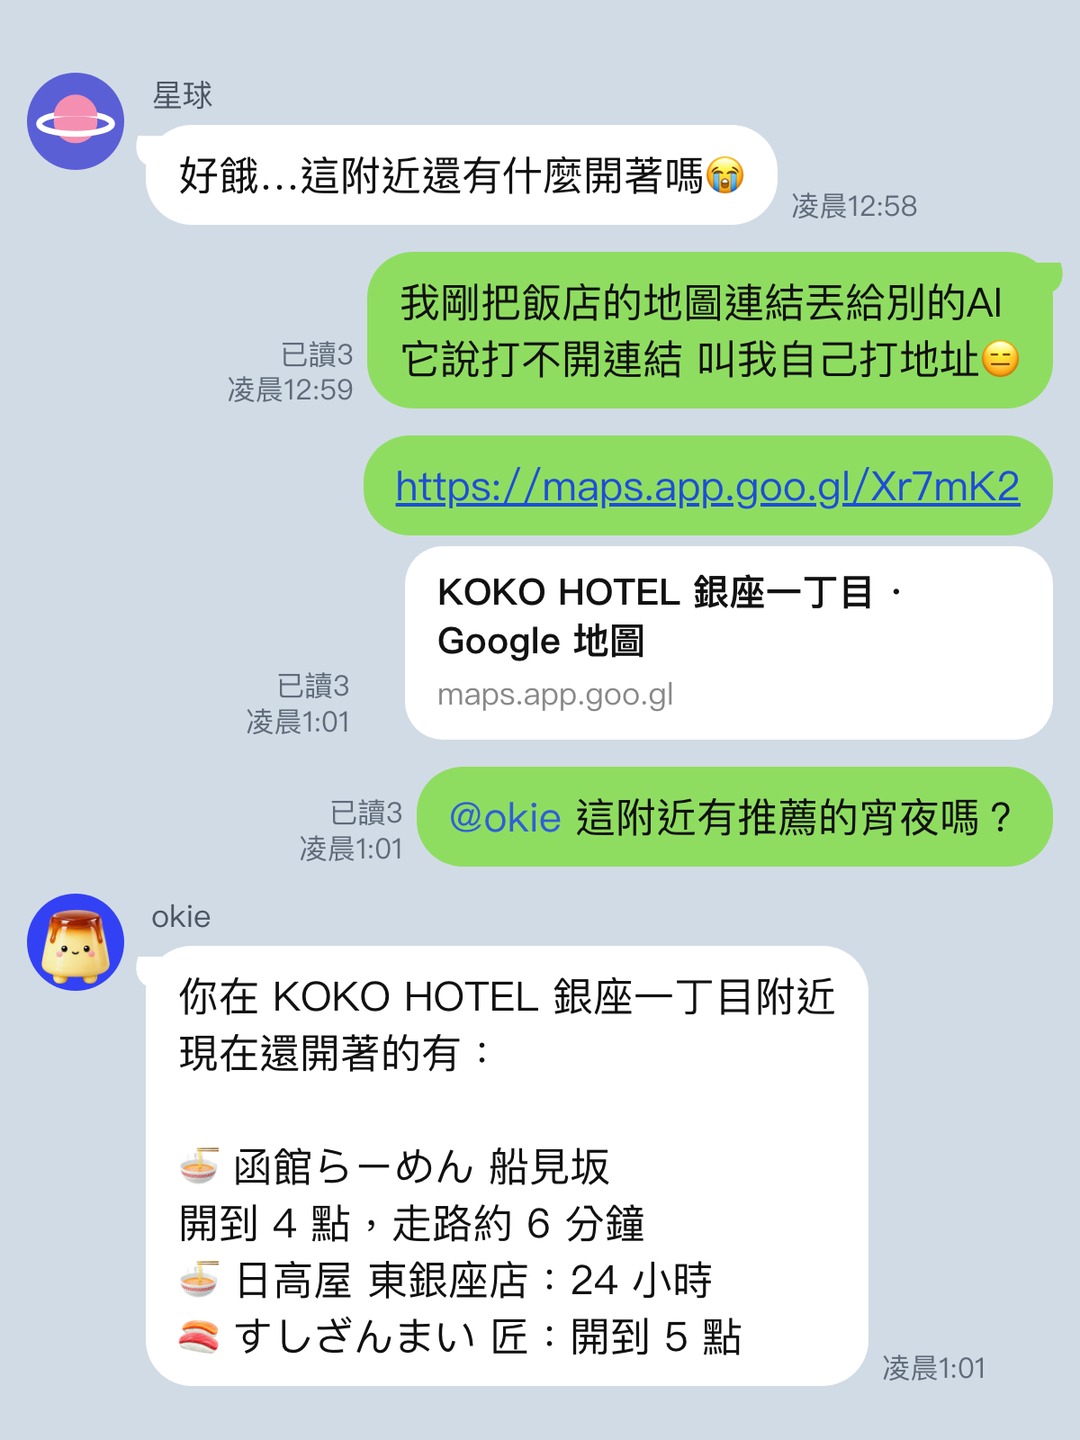 星球
好餓...這附近還有什麼開著嗎😭
凌晨12:58
我剛把飯店的地圖連結丟給別的AI
它說打不開連結 叫我自己打地址😑
已讀3
凌晨12:59
https://maps.app.goo.gl/Xr7mK2
KOKO HOTEL 銀座一丁目 ·
Google 地圖
maps.app.goo.gl
已讀3
凌晨1:01
@okie 這附近有推薦的宵夜嗎？
已讀3
凌晨1:01
okie
你在 KOKO HOTEL 銀座一丁目附近
現在還開著的有：
🍜 函館らーめん 船見坂
開到 4 點，走路約 6 分鐘
🍜 日高屋 東銀座店：24 小時
🍣 すしざんまい 匠：開到 5 點
凌晨1:01